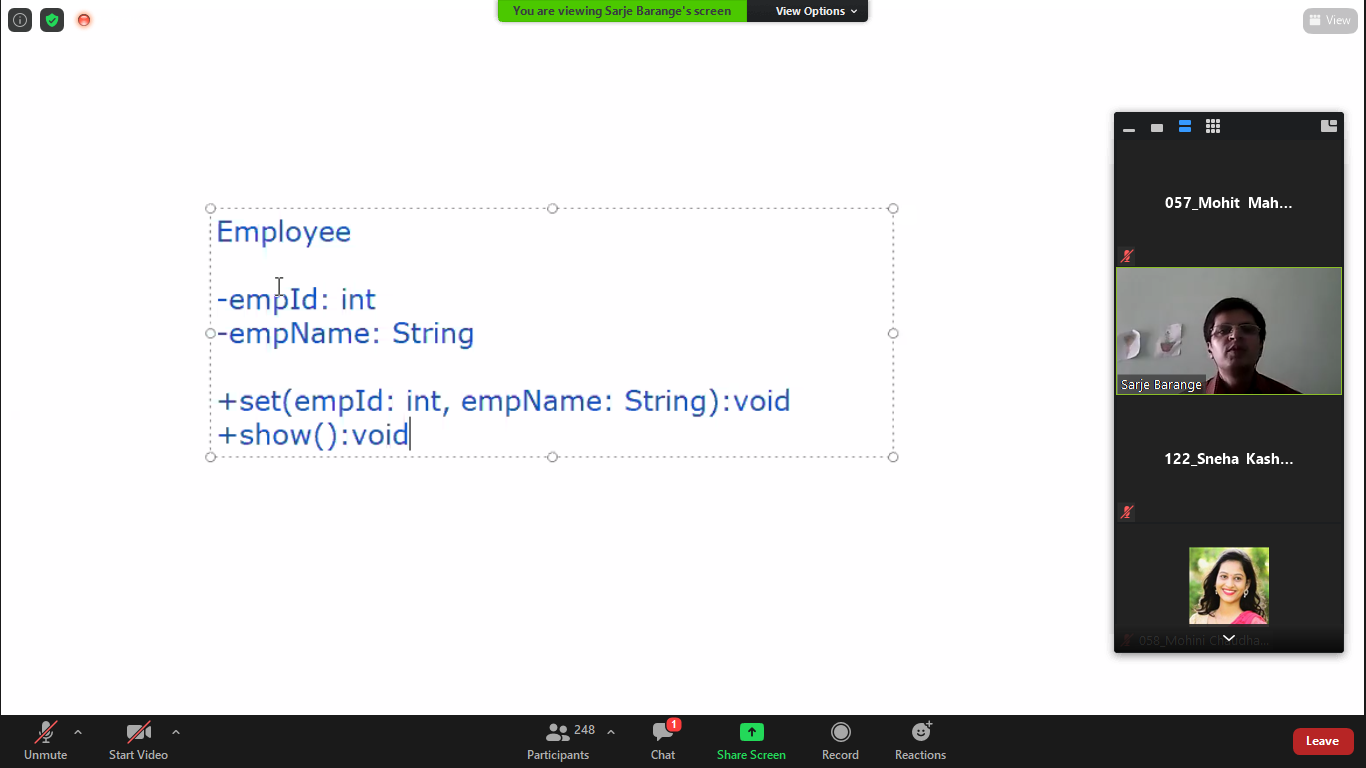 You are viewing Sarje Barange's screen
View Options
View
Employee
-empId: int
-empName: String
+set(empId: int, empName: String):void
+show():void
057_Mohit Mah...
Sarje Barange
122_Sneha Kash...
058_Mohini Chaudha...
Unmute
Start Video
248
Participants
1
Chat
Share Screen
Record
Reactions
Leave